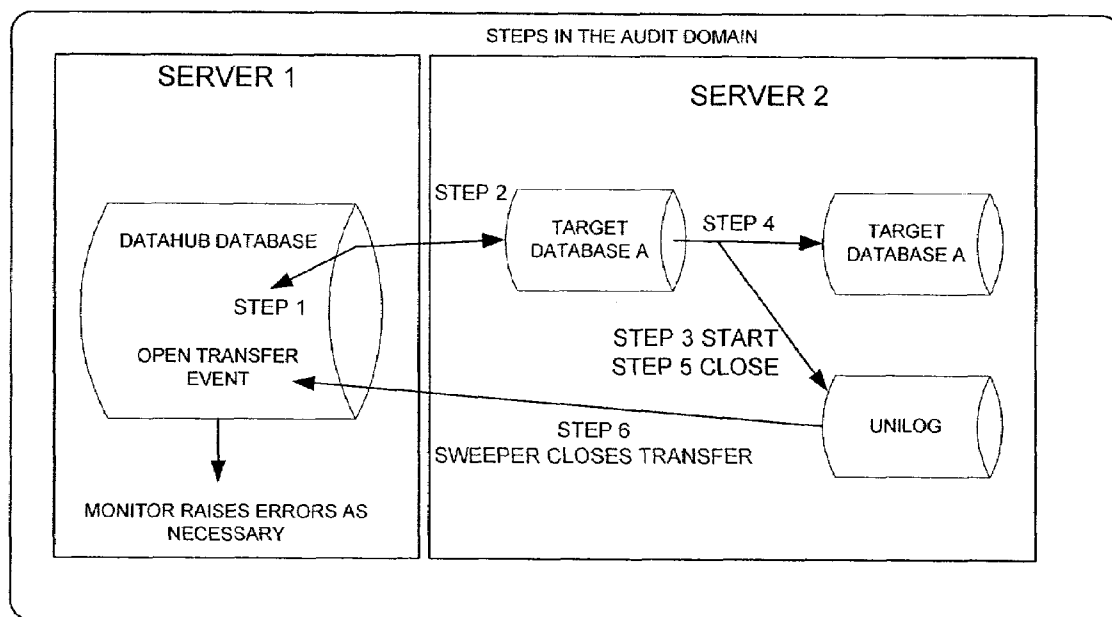 STEPS IN THE AUDIT DOMAIN
SERVER 1
DATAHUB DATABASE
STEP 1
OPEN TRANSFER
EVENT
MONITOR RAISES ERRORS AS
NECESSARY
SERVER 2
STEP 2
TARGET
DATABASE A
STEP 4
TARGET
DATABASE A
STEP 3 START
STEP 5 CLOSE
UNILOG
STEP 6
SWEEPER CLOSES TRANSFER